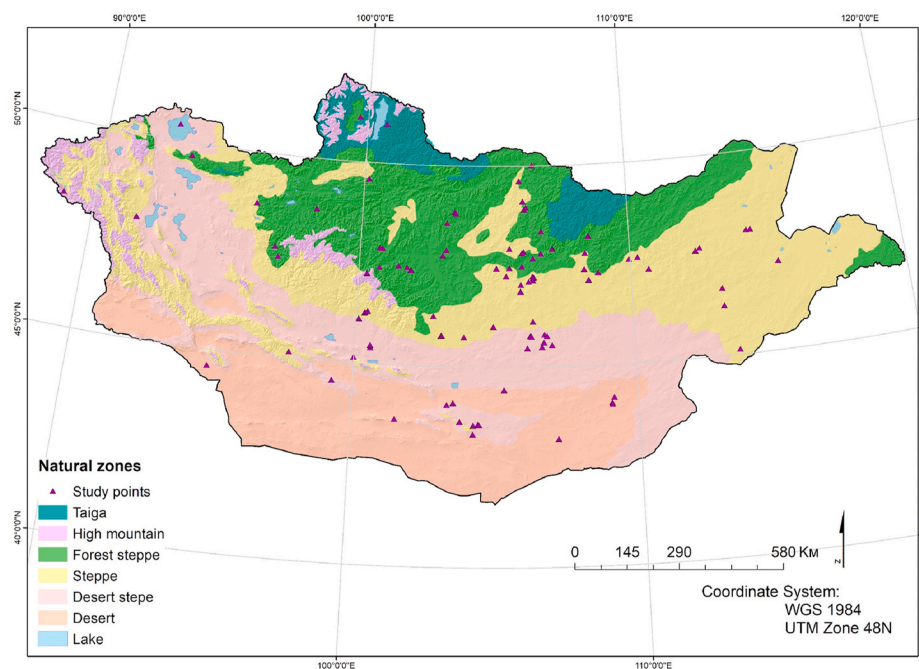 90°0'0"E 100°0'0"E 110°0'0"E 120°0'0"E
50°0'0"N
45°0'0"N
40°0'0"N
Natural zones
Study points
Taiga
High mountain
Forest steppe
Steppe
Desert stepe
Desert
Lake
0 145 290 580 Км
N
Coordinate System:
WGS 1984
UTM Zone 48N
100°0'0"E 110°0'0"E